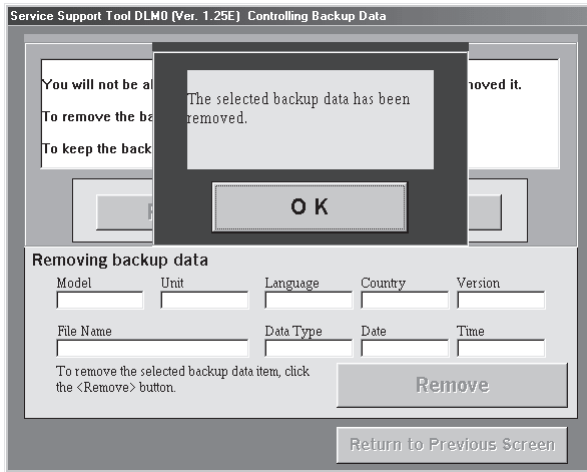 Service Support Tool DLM0 (Ver. 1.25E) Controlling Backup Data
You will not be
moved it.
To remove the
To keep the
The selected backup data has been
removed.
O K
Removing backup data
Model Unit Language Country Version
File Name Data Type Date Time
To remove the selected backup data item, click
the <Remove> button.
Remove
Return to Previous Screen